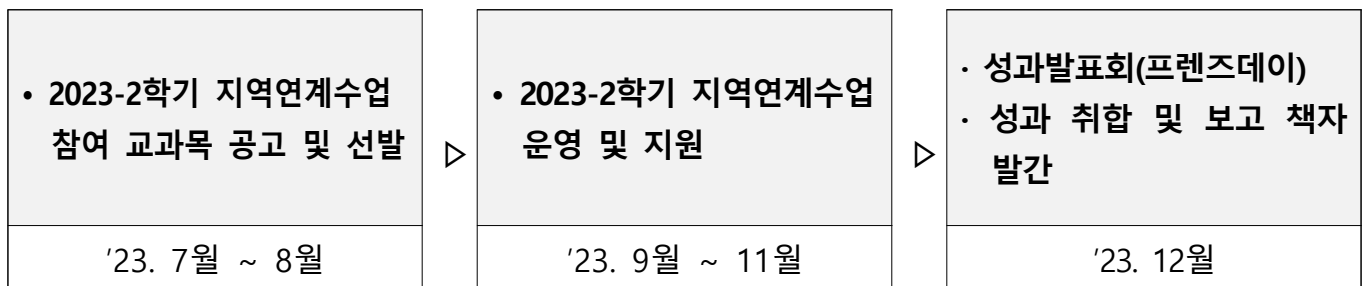 • 2023-2학기 지역연계수업
참여 교과목 공고 및 선발
'23. 7월 ~ 8월
▷
• 2023-2학기 지역연계수업
운영 및 지원
'23. 9월 ~ 11월
▷
· 성과발표회(프렌즈데이)
· 성과 취합 및 보고 책자
발간
'23. 12월